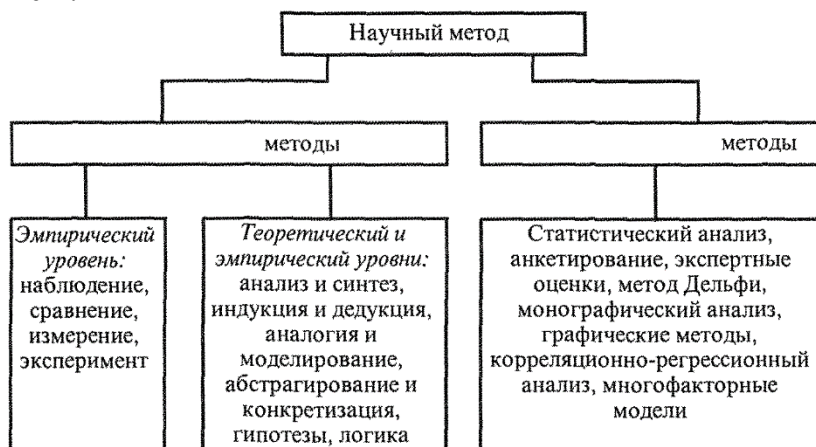 Научный метод
методы
методы
Эмпирический
уровень:
наблюдение,
сравнение,
измерение,
эксперимент
Теоретический и
эмпирический уровни:
анализ и синтез,
индукция и дедукция,
аналогия и
моделирование,
абстрагирование и
конкретизация,
гипотезы, логика
Статистический анализ,
анкетирование, экспертные
оценки, метод Дельфи,
монографический анализ,
графические методы,
корреляционно-регрессионный
анализ, многофакторные
модели